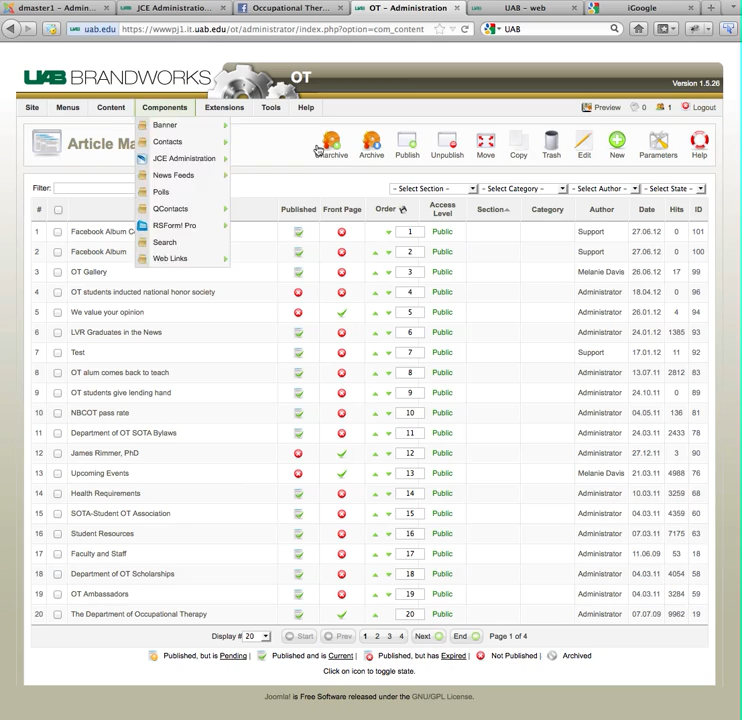 dmaster1 - Admin...
JCE Administratio...
Occupational Ther...
OT - Administration
UAB - web
iGoogle
uab.edu
https://wwwpj1.it.uab.edu/ot/administrator/index.php?option=com_content
UAB
UAB BRANDWORKS
OT
Version 1.5.26
Site Menus Content Components Extensions Tools Help
Preview 0 1 Logout
Article Ma
Banner
Contacts
JCE Administration
News Feeds
Polls
QContacts
RSForm! Pro
Search
Web Links
Archive Publish Unpublish Move Copy Trash Edit New Parameters Help
Filter:
- Select Section - - Select Category - - Select Author - - Select State -
# Published Front Page Order Access Level Section Category Author Date Hits ID
1 Facebook Album C 1 Public Support 27.06.12 0 101
2 Facebook Album 2 Public Support 27.06.12 0 100
3 OT Gallery 3 Public Melanie Davis 26.06.12 17 99
4 OT students inducted national honor society 4 Public Administrator 18.04.12 0 96
5 We value your opinion 5 Public Administrator 26.01.12 4 94
6 LVR Graduates in the News 6 Public Administrator 24.01.12 1385 93
7 Test 7 Public Support 17.01.12 11 92
8 OT alum comes back to teach 8 Public Administrator 13.07.11 2812 83
9 OT students give lending hand 9 Public Administrator 24.10.11 0 89
10 NBCOT pass rate 10 Public Administrator 04.05.11 136 81
11 Department of OT SOTA Bylaws 11 Public Administrator 24.03.11 2433 78
12 James Rimmer, PhD 12 Public Administrator 27.12.11 3 90
13 Upcoming Events 13 Public Melanie Davis 21.03.11 4988 76
14 Health Requirements 14 Public Administrator 10.03.11 3259 68
15 SOTA-Student OT Association 15 Public Administrator 04.03.11 4359 60
16 Student Resources 16 Public Administrator 07.03.11 7175 63
17 Faculty and Staff 17 Public Administrator 11.06.09 53 18
18 Department of OT Scholarships 18 Public Administrator 04.03.11 4054 58
19 OT Ambassadors 19 Public Administrator 04.03.11 3284 59
20 The Department of Occupational Therapy 20 Public Administrator 07.07.09 9962 19
Display # 20 Start Prev 1 2 3 4 Next End Page 1 of 4
Published, but is Pending Published and is Current Published, but has Expired Not Published Archived
Click on icon to toggle state.
Joomla! is Free Software released under the GNU/GPL License.